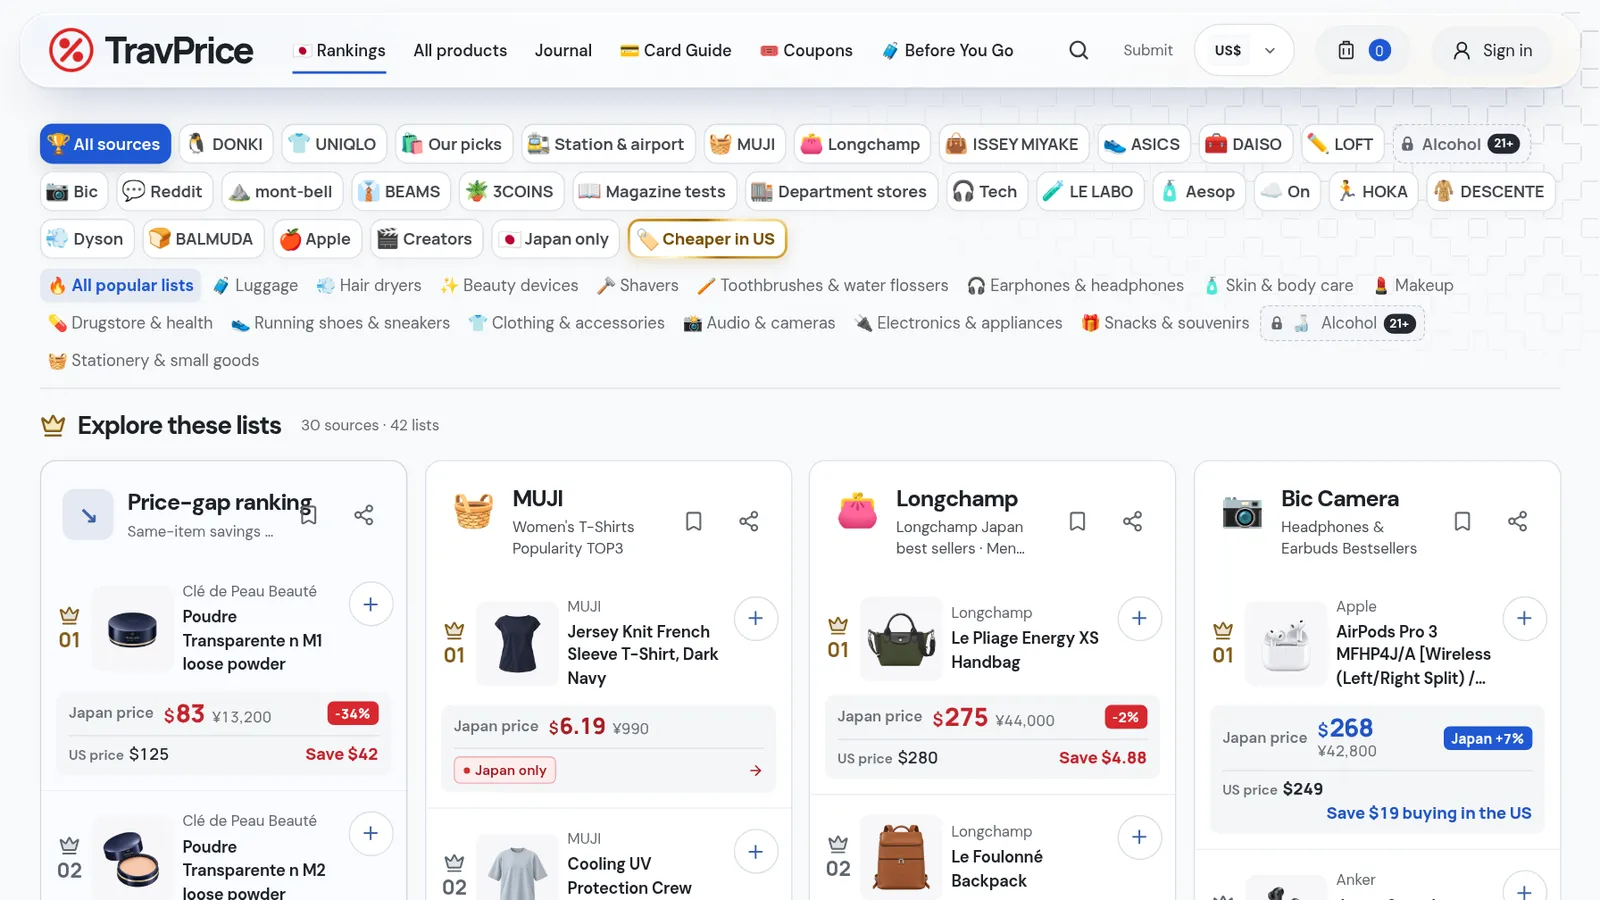 TravPrice
Rankings
All products
Journal
Card Guide
Coupons
Before You Go
Submit
US$
0
Sign in
All sources
DONKI
UNIQLO
Our picks
Station & airport
MUJI
Longchamp
ISSEY MIYAKE
ASICS
DAISO
LOFT
Alcohol 21+
Bic
Reddit
mont-bell
BEAMS
3COINS
Magazine tests
Department stores
Tech
LE LABO
Aesop
On
HOKA
DESCENTE
Dyson
BALMUDA
Apple
Creators
Japan only
Cheaper in US
All popular lists
Luggage
Hair dryers
Beauty devices
Shavers
Toothbrushes & water flossers
Earphones & headphones
Skin & body care
Makeup
Drugstore & health
Running shoes & sneakers
Clothing & accessories
Audio & cameras
Electronics & appliances
Snacks & souvenirs
Alcohol 21+
Stationery & small goods
Explore these lists
30 sources · 42 lists
Price-gap ranking
Same-item savings ...
01
Clé de Peau Beauté
Poudre
Transparente n M1
loose powder
Japan price $83 ¥13,200
-34%
US price $125
Save $42
02
Clé de Peau Beauté
Poudre
Transparente n M2
loose powder
MUJI
Women's T-Shirts
Popularity TOP3
01
MUJI
Jersey Knit French
Sleeve T-Shirt, Dark
Navy
Japan price $6.19 ¥990
Japan only
02
MUJI
Cooling UV
Protection Crew
Longchamp
Longchamp Japan
best sellers · Men...
01
Longchamp
Le Pliage Energy XS
Handbag
Japan price $275 ¥44,000
-2%
US price $280
Save $4.88
02
Longchamp
Le Foulonné
Backpack
Bic Camera
Headphones &
Earbuds Bestsellers
01
Apple
AirPods Pro 3
MFHP4J/A [Wireless
(Left/Right Split) /...
Japan price $268
¥42,800
Japan +7%
US price $249
Save $19 buying in the US
Anker